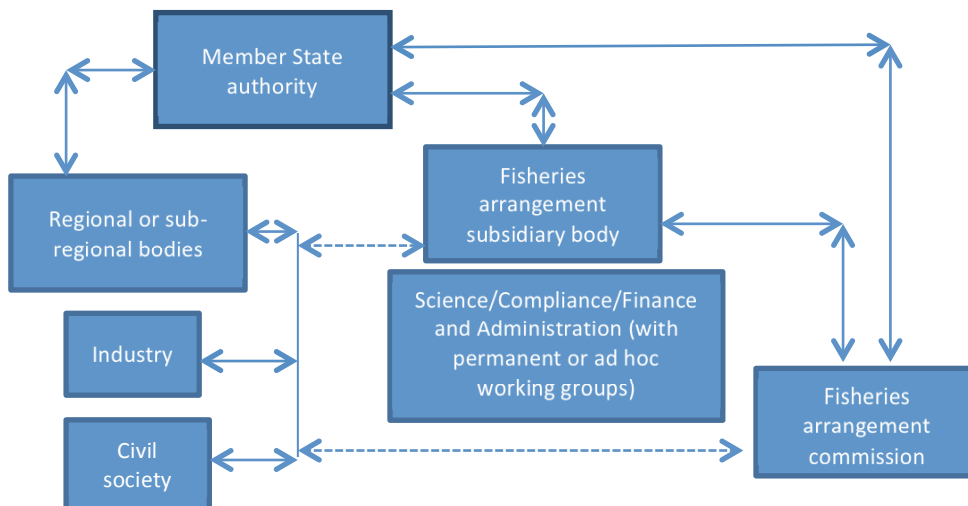 Member State
authority
Fisheries
arrangement
subsidiary body
Regional or sub-
regional bodies
Science/Compliance/Finance
and Administration (with
permanent or ad hoc
working groups)
Industry
Fisheries
arrangement
commission
Civil
society